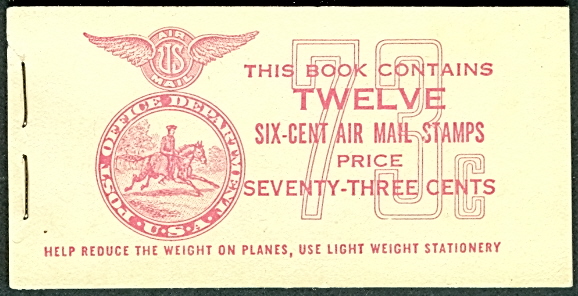 AIR
US
MAIL
POST OFFICE DEPARTMENT
U.S.A.
73c
THIS BOOK CONTAINS
TWELVE
SIX-CENT AIR MAIL STAMPS
PRICE
SEVENTY-THREE CENTS
HELP REDUCE THE WEIGHT ON PLANES, USE LIGHT WEIGHT STATIONERY